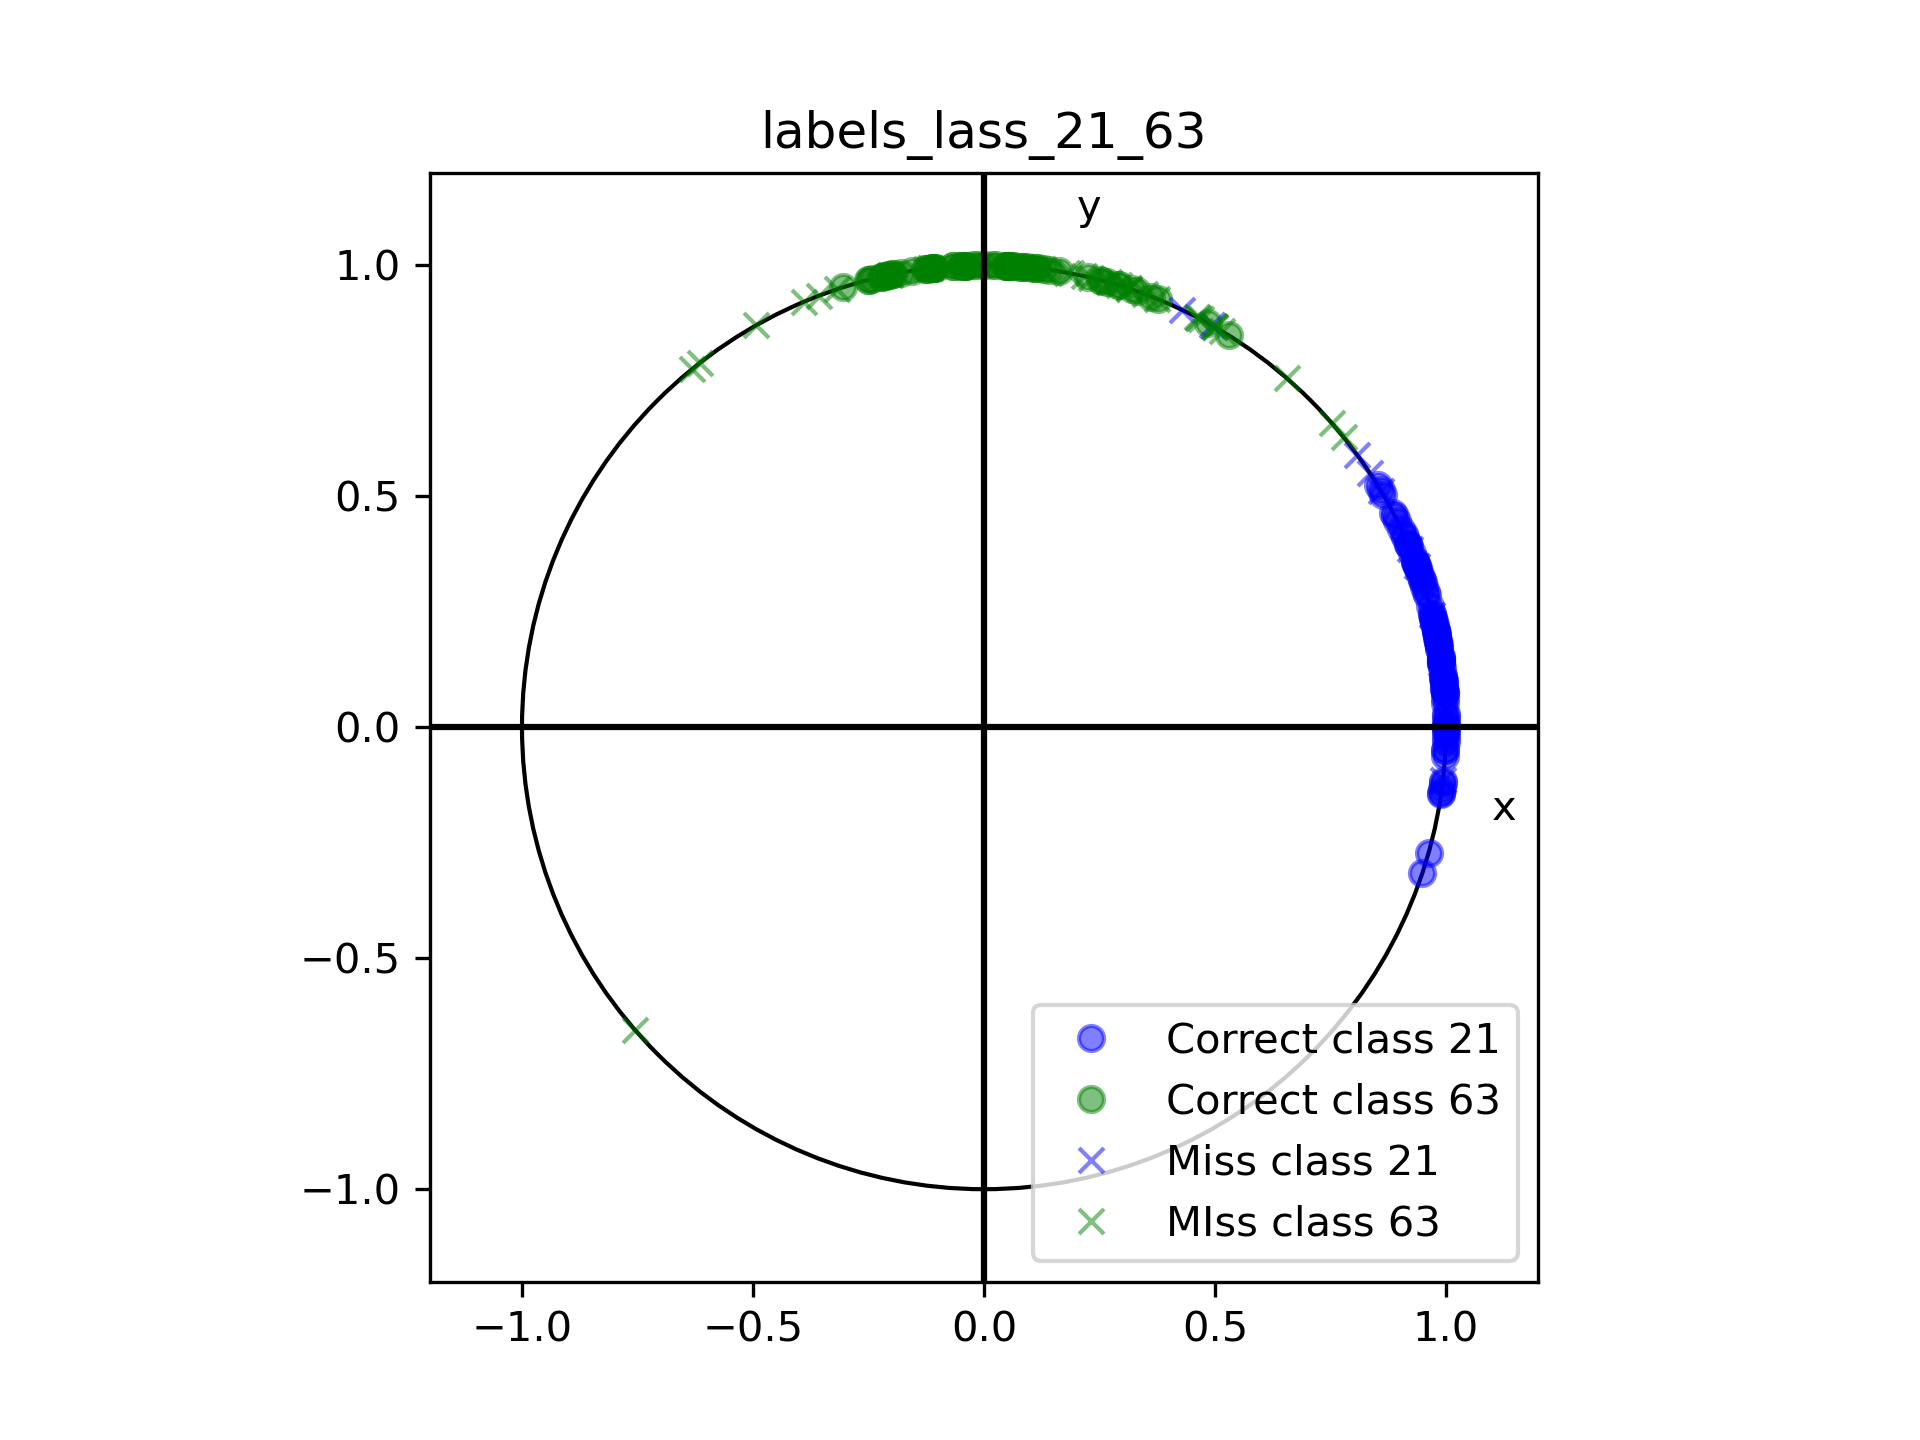 labels_lass_21_63
y
1.0
0.5
0.0
−0.5
−1.0
x
Correct class 21
Correct class 63
Miss class 21
MIss class 63
−1.0 −0.5 0.0 0.5 1.0